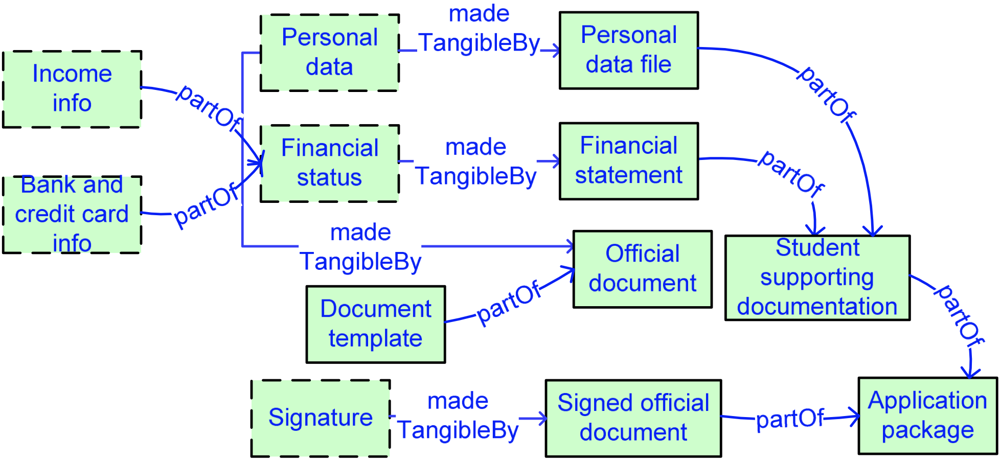 Income
info
Bank and
credit card
info
partOf
partOf
Personal
data
made
TangibleBy
Personal
data file
partOf
Financial
status
made
TangibleBy
Financial
statement
partOf
made
TangibleBy
Official
document
Document
template
partOf
Student
supporting
documentation
partOf
Signature
made
TangibleBy
Signed official
document
partOf
Application
package